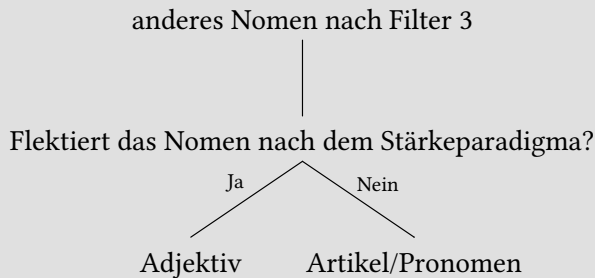 anderes Nomen nach Filter 3
Flektiert das Nomen nach dem Stärkeparadigma?
Ja
Nein
Adjektiv
Artikel/Pronomen